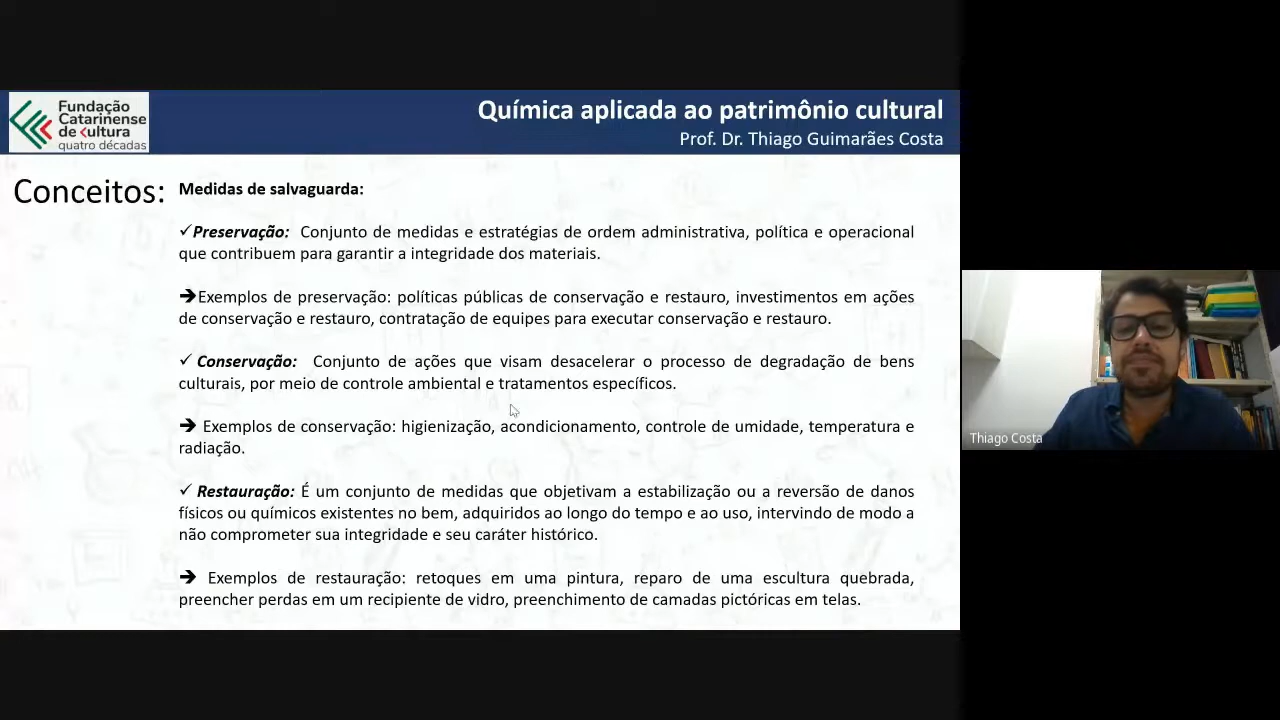 Fundação
Catarinense
de cultura
quatro décadas
Química aplicada ao patrimônio cultural
Prof. Dr. Thiago Guimarães Costa
Conceitos:
Medidas de salvaguarda:
✓Preservação: Conjunto de medidas e estratégias de ordem administrativa, política e operacional
que contribuem para garantir a integridade dos materiais.
➔Exemplos de preservação: políticas públicas de conservação e restauro, investimentos em ações
de conservação e restauro, contratação de equipes para executar conservação e restauro.
✓ Conservação: Conjunto de ações que visam desacelerar o processo de degradação de bens
culturais, por meio de controle ambiental e tratamentos específicos.
➔ Exemplos de conservação: higienização, acondicionamento, controle de umidade, temperatura e
radiação.
✓ Restauração: É um conjunto de medidas que objetivam a estabilização ou a reversão de danos
físicos ou químicos existentes no bem, adquiridos ao longo do tempo e ao uso, intervindo de modo a
não comprometer sua integridade e seu caráter histórico.
➔ Exemplos de restauração: retoques em uma pintura, reparo de uma escultura quebrada,
preencher perdas em um recipiente de vidro, preenchimento de camadas pictóricas em telas.
Thiago Costa